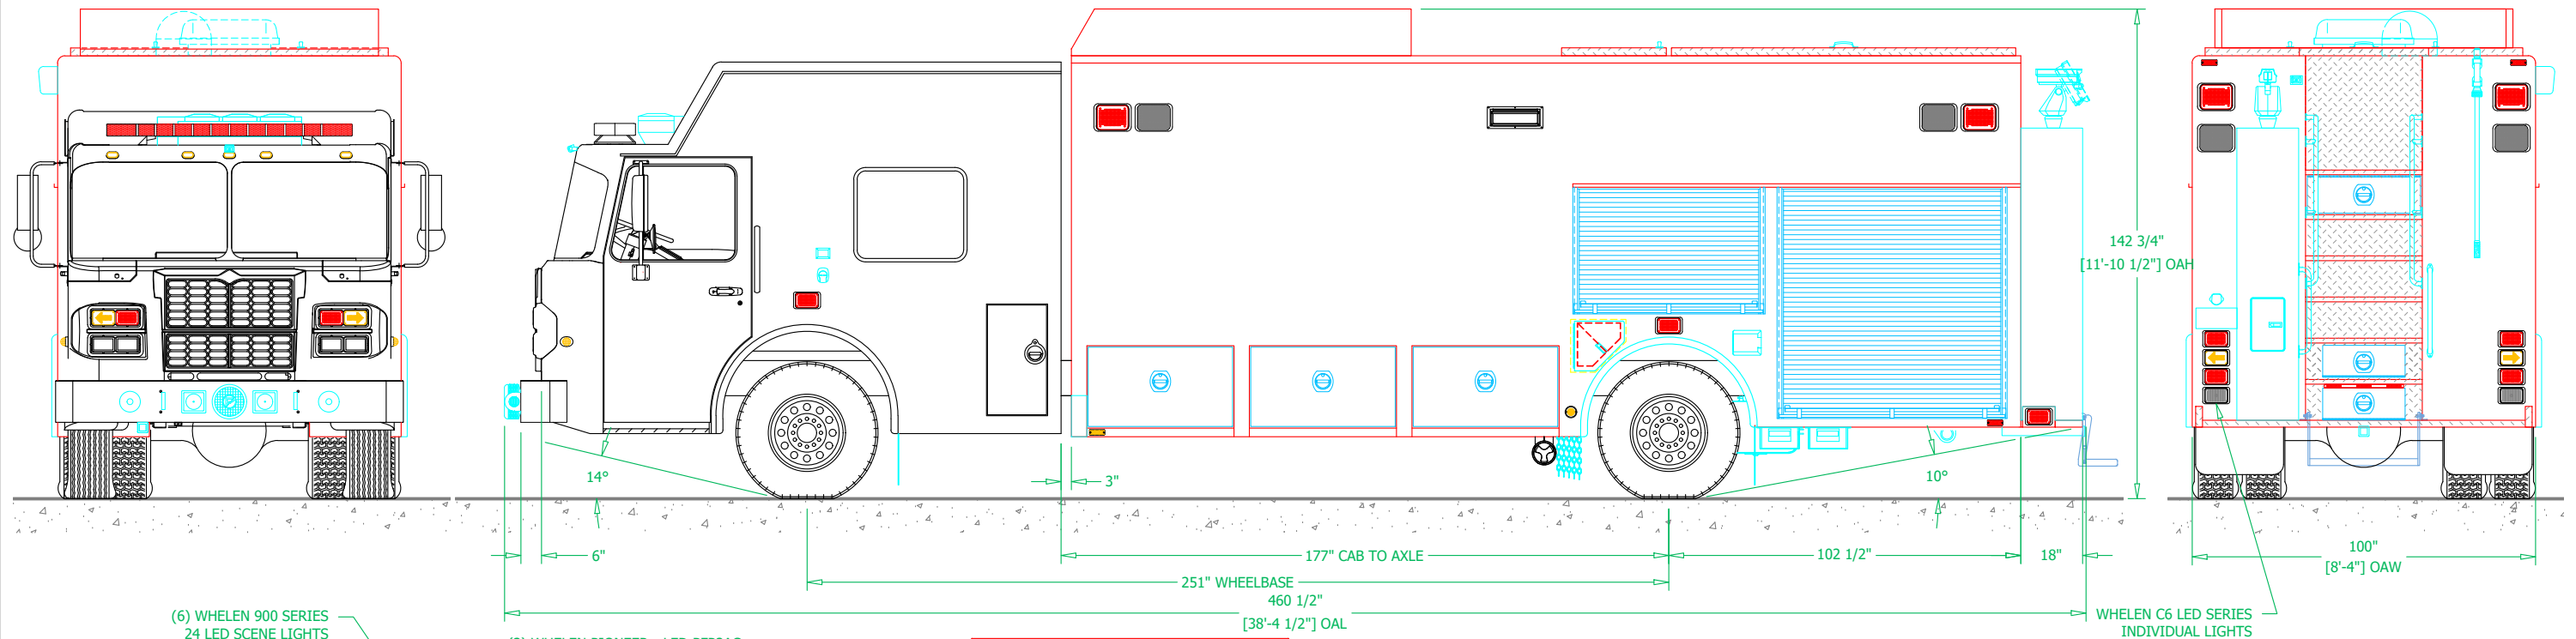 142 3/4"
[11'-10 1/2"] OAH
14°
3"
10°
6"
177" CAB TO AXLE
102 1/2"
18"
100"
[8'-4"] OAW
251" WHEELBASE
460 1/2"
[38'-4 1/2"] OAL
(6) WHELEN 900 SERIES
24 LED SCENE LIGHTS
WHELEN C6 LED SERIES
INDIVIDUAL LIGHTS